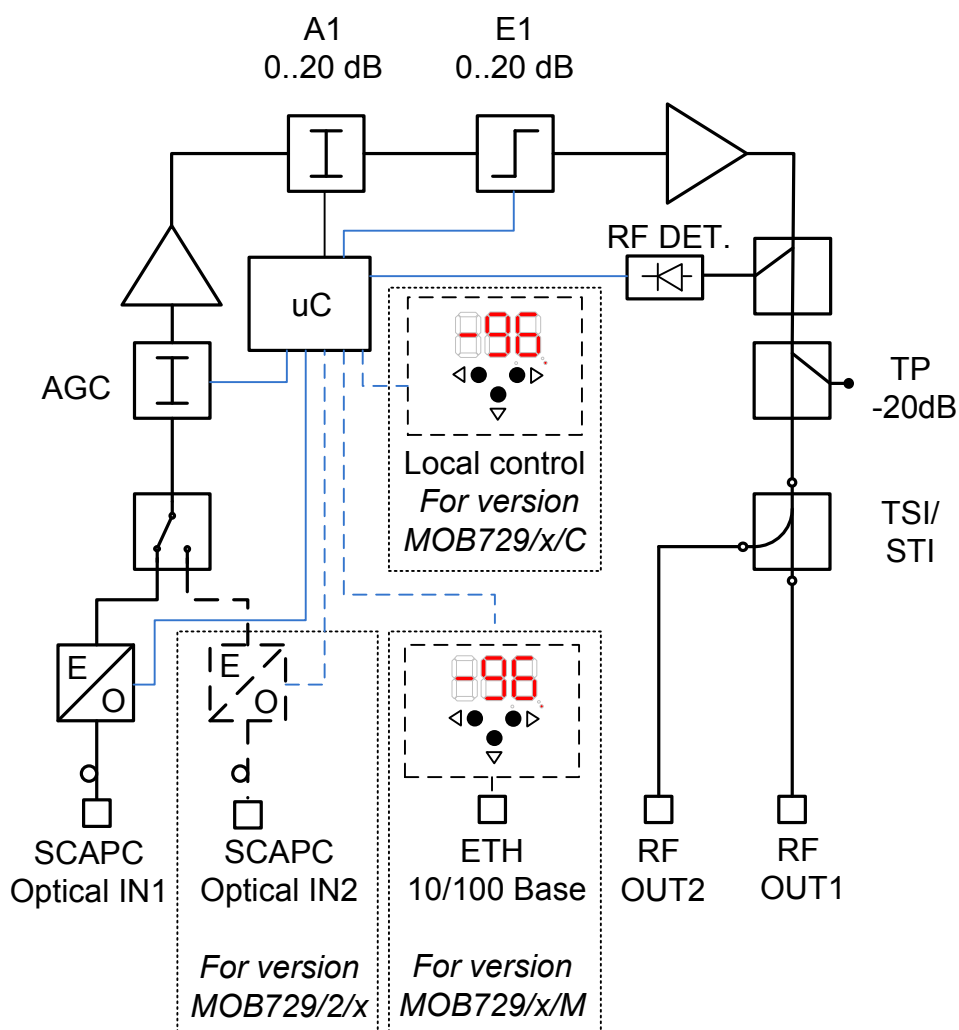 A1
0..20 dB
E1
0..20 dB
RF DET.
uC
-96
AGC
TP
-20dB
Local control
For version
MOB729/x/C
TSI/
STI
E
O
E
O
-96
SCAPC
Optical IN1
SCAPC
Optical IN2
ETH
10/100 Base
RF
OUT2
RF
OUT1
For version
MOB729/2/x
For version
MOB729/x/M